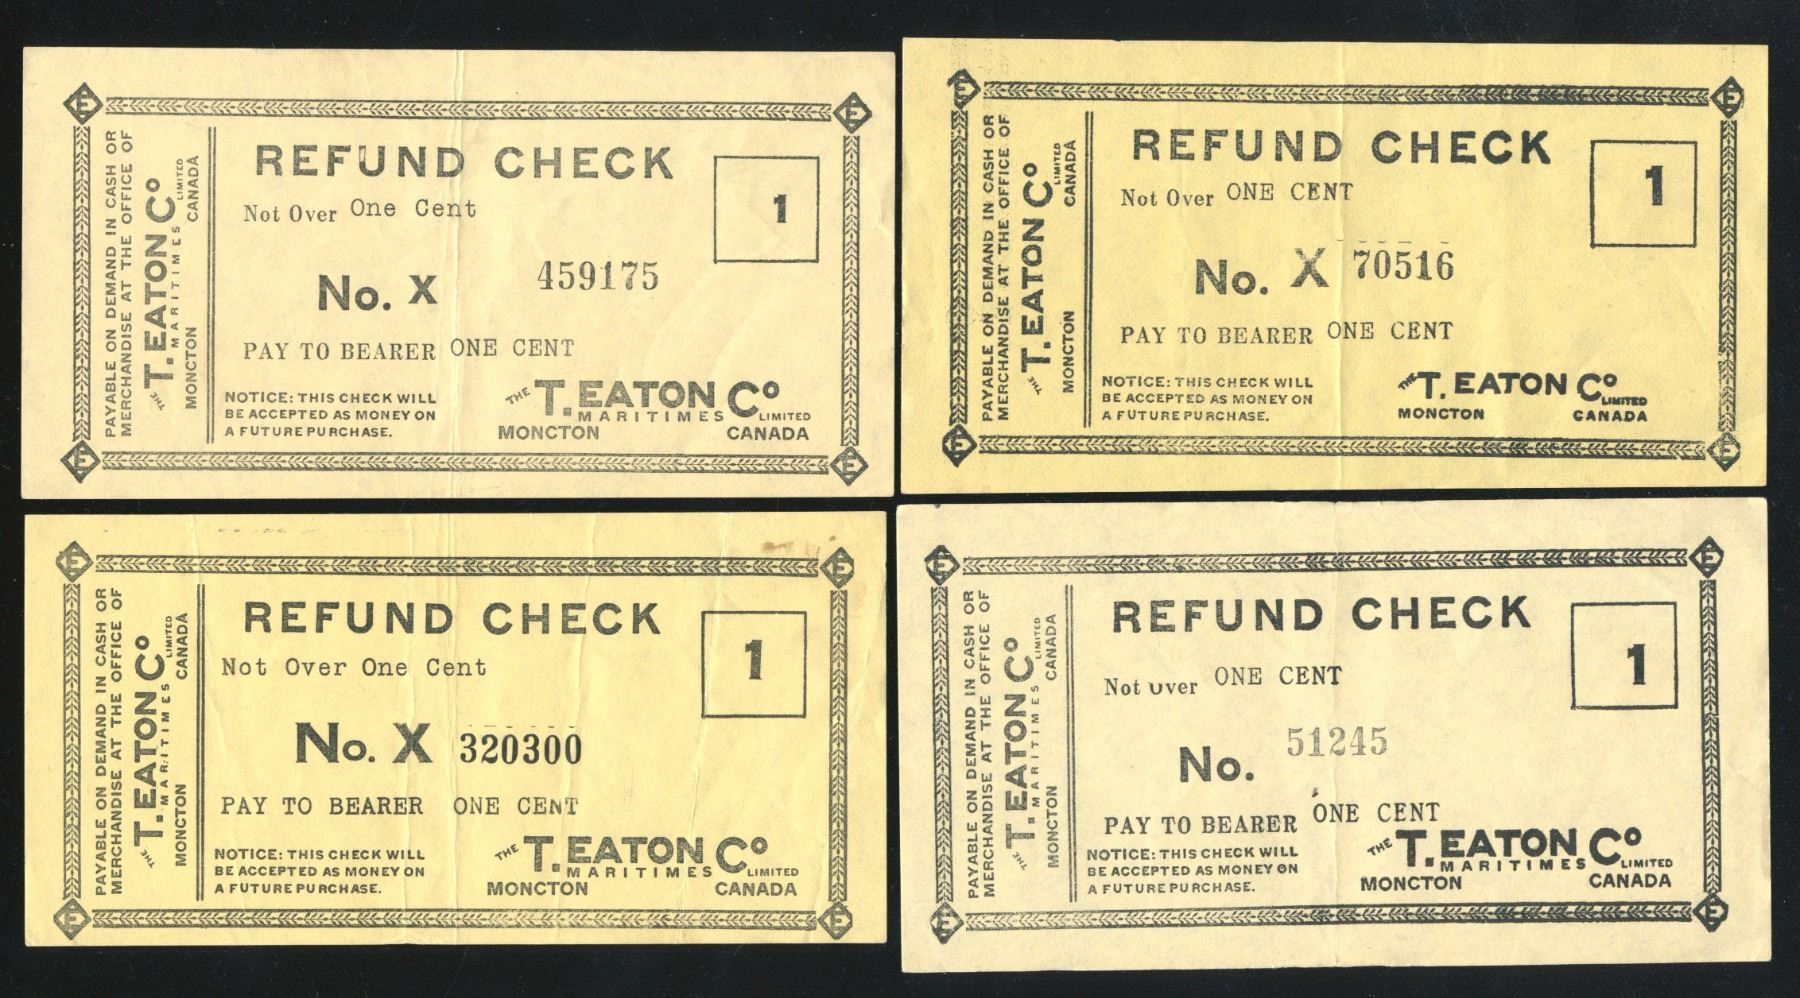 PAYABLE ON DEMAND IN CASH OR
MERCHANDISE AT THE OFFICE OF
THE T. EATON Co LIMITED
MARITIMES
MONCTON CANADA
REFUND CHECK
1
Not Over One Cent
No. X 459175
PAY TO BEARER ONE CENT
NOTICE: THIS CHECK WILL
BE ACCEPTED AS MONEY ON
A FUTURE PURCHASE.
THE T. EATON Co
MARITIMES LIMITED
MONCTON CANADA
PAYABLE ON DEMAND IN CASH OR
MERCHANDISE AT THE OFFICE OF
THE T. EATON Co LIMITED
MONCTON CANADA
REFUND CHECK
1
Not Over ONE CENT
No. X 70516
PAY TO BEARER ONE CENT
NOTICE: THIS CHECK WILL
BE ACCEPTED AS MONEY ON
A FUTURE PURCHASE.
THE T. EATON Co
LIMITED
MONCTON CANADA
PAYABLE ON DEMAND IN CASH OR
MERCHANDISE AT THE OFFICE OF
THE T. EATON Co LIMITED
MARITIMES
MONCTON CANADA
REFUND CHECK
1
Not Over One Cent
No. X 320300
PAY TO BEARER ONE CENT
NOTICE: THIS CHECK WILL
BE ACCEPTED AS MONEY ON
A FUTURE PURCHASE.
THE T. EATON Co
MARITIMES LIMITED
MONCTON CANADA
PAYABLE ON DEMAND IN CASH OR
MERCHANDISE AT THE OFFICE OF
THE T. EATON Co LIMITED
MARITIMES
MONCTON CANADA
REFUND CHECK
1
Not Over ONE CENT
No. 51245
PAY TO BEARER ONE CENT
NOTICE: THIS CHECK WILL
BE ACCEPTED AS MONEY ON
A FUTURE PURCHASE.
THE T. EATON Co
MARITIMES LIMITED
MONCTON CANADA